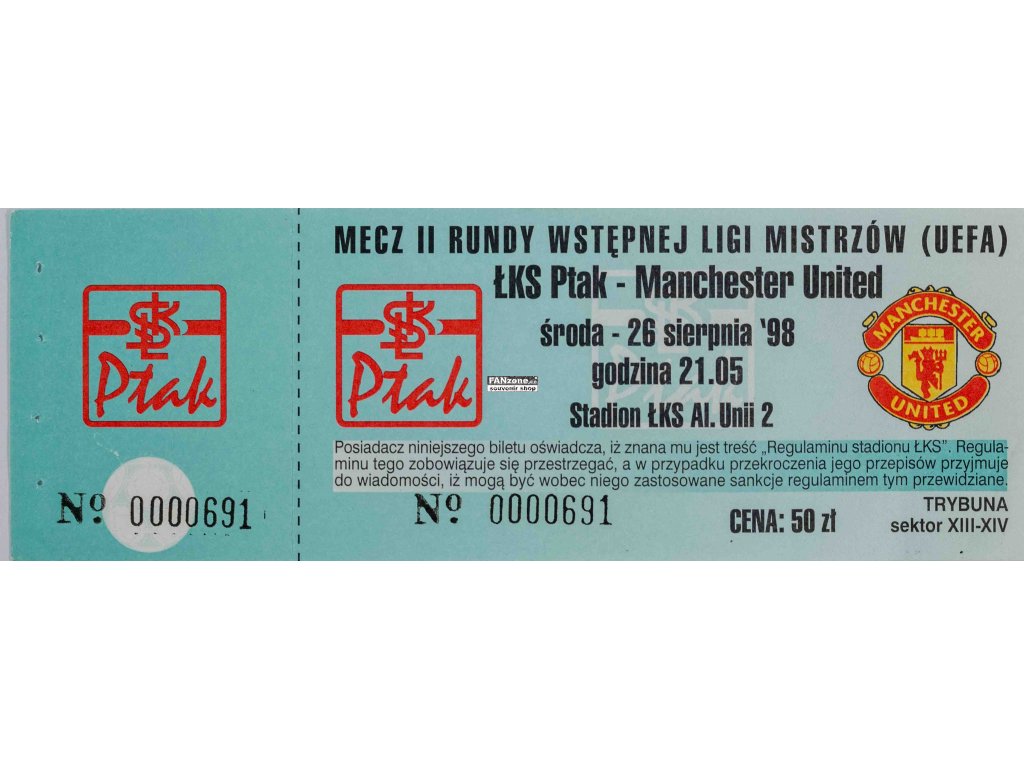 ŁKS
Ptak
Nº 0000691
MECZ II RUNDY WSTĘPNEJ LIGI MISTRZÓW (UEFA)
ŁKS Ptak - Manchester United
środa - 26 sierpnia '98
godzina 21.05
Stadion ŁKS Al. Unii 2
ŁKS
Ptak
FANzone.cz
souvenir shop
MANCHESTER
UNITED
Posiadacz niniejszego biletu oświadcza, iż znana mu jest treść „Regulaminu stadionu ŁKS”. Regula-
minu tego zobowiązuje się przestrzegać, a w przypadku przekroczenia jego przepisów przyjmuje
do wiadomości, iż mogą być wobec niego zastosowane sankcje regulaminem tym przewidziane.
Nº 0000691
CENA: 50 zł
TRYBUNA
sektor XIII-XIV